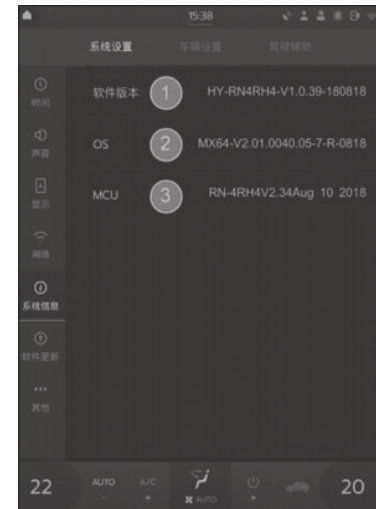 15:38
系统设置 车辆设置 驾驶辅助
时间
声音
显示
网络
系统信息
软件更新
其他
软件版本 1 HY-RN4RH4-V1.0.39-180818
OS 2 MX64-V2.01.0040.05-7-R-0818
MCU 3 RN-4RH4V2.34Aug 10 2018
22 AUTO A/C AUTO 20